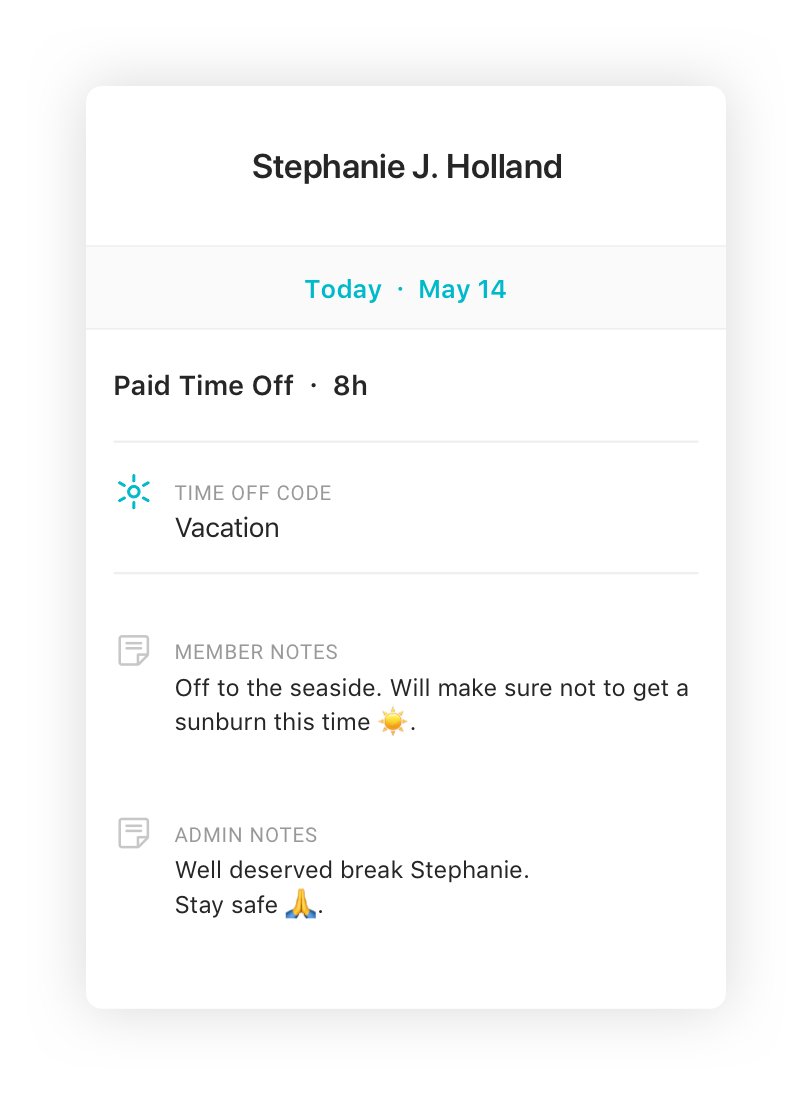 Stephanie J. Holland
Today · May 14
Paid Time Off · 8h
TIME OFF CODE
Vacation
MEMBER NOTES
Off to the seaside. Will make sure not to get a
sunburn this time ☀️.
ADMIN NOTES
Well deserved break Stephanie.
Stay safe 🙏.